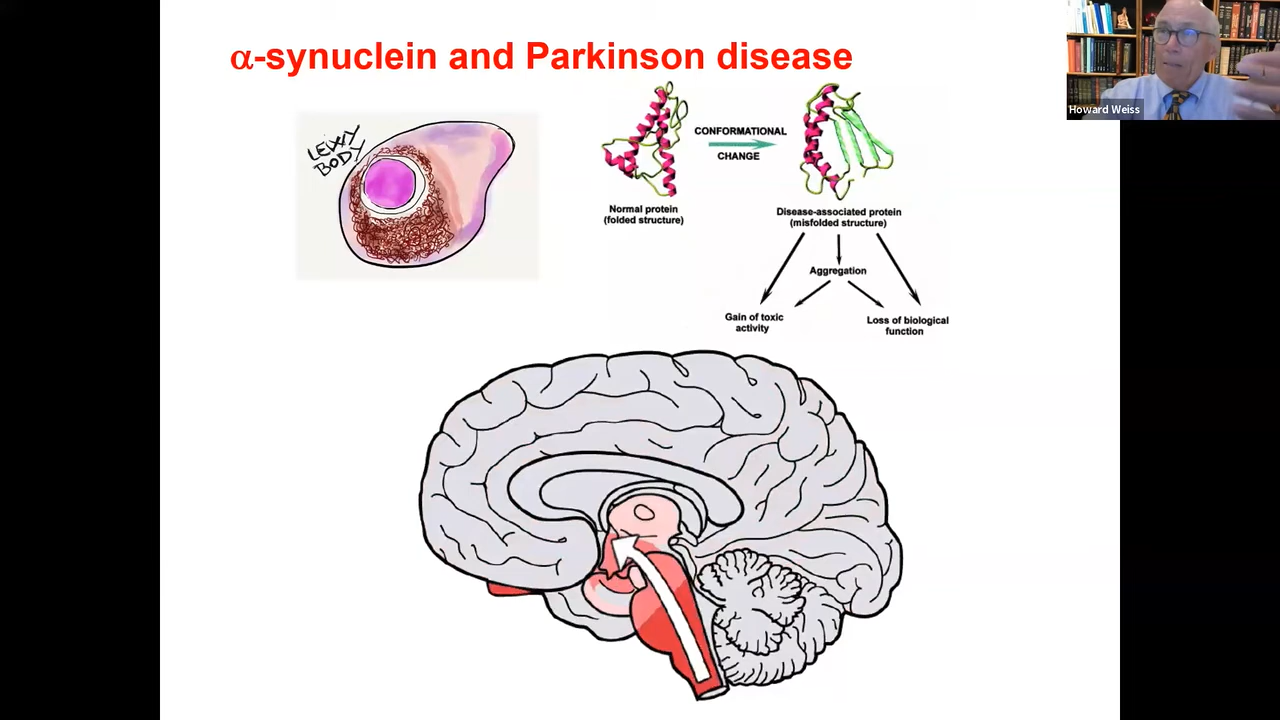 α-synuclein and Parkinson disease
Howard Weiss
LEWY
BODY
CONFORMATIONAL
CHANGE
Normal protein
(folded structure)
Disease-associated protein
(misfolded structure)
Aggregation
Gain of toxic
activity
Loss of biological
function